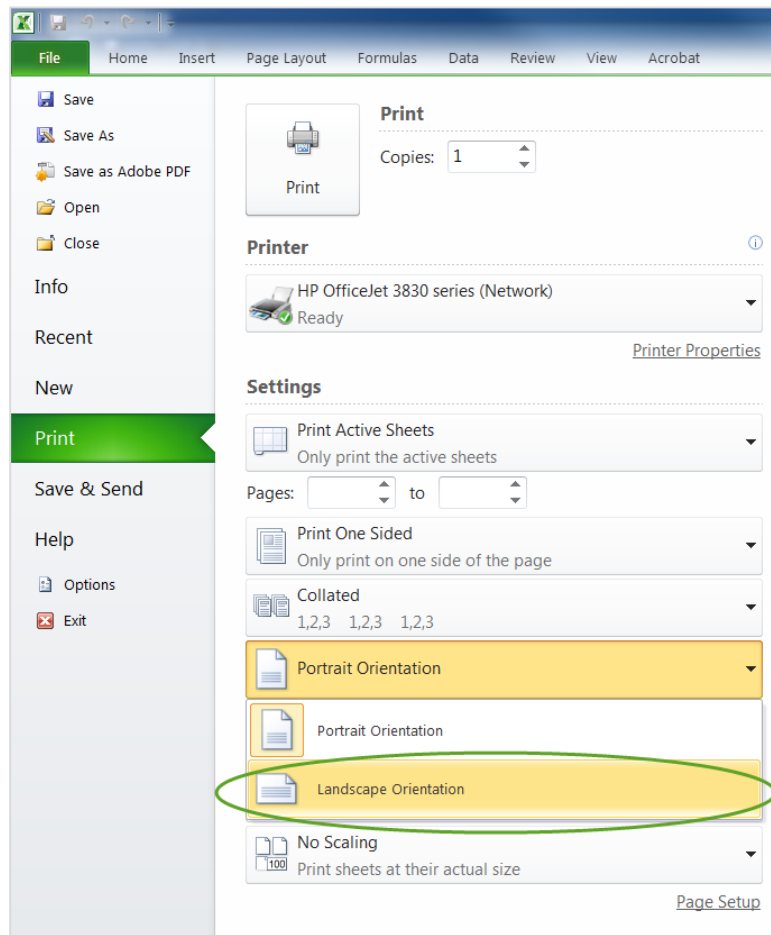 File Home Insert Page Layout Formulas Data Review View Acrobat
Save
Save As
Save as Adobe PDF
Open
Close
Info
Recent
New
Print
Save & Send
Help
Options
Exit
Print
Print
Copies: 1
Printer
HP OfficeJet 3830 series (Network)
Ready
Printer Properties
Settings
Print Active Sheets
Only print the active sheets
Pages: to
Print One Sided
Only print on one side of the page
Collated
1,2,3 1,2,3 1,2,3
Portrait Orientation
Portrait Orientation
Landscape Orientation
No Scaling
100
Print sheets at their actual size
Page Setup